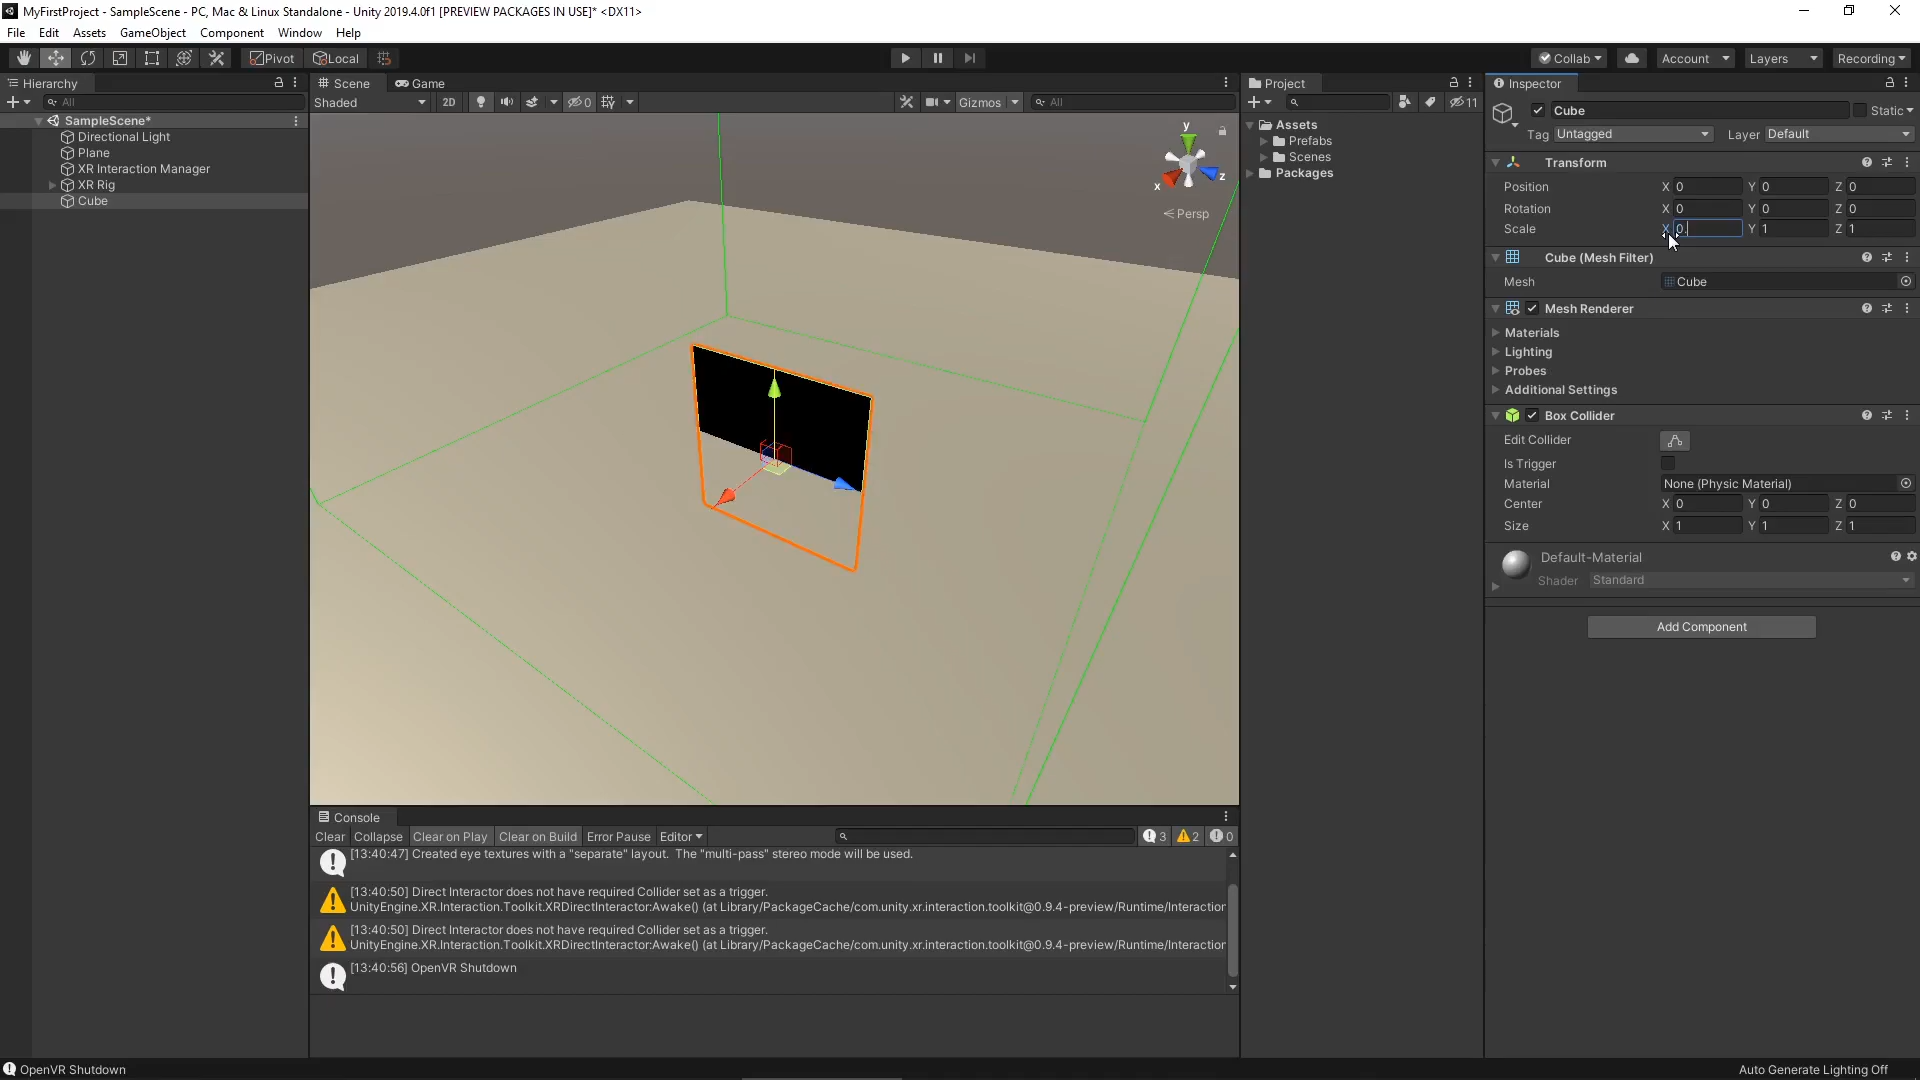 MyFirstProject - SampleScene - PC, Mac & Linux Standalone - Unity 2019.4.0f1 [PREVIEW PACKAGES IN USE]* <DX11>
File Edit Assets GameObject Component Window Help
Pivot Local Collab Account Layers Recording
Hierarchy
All
SampleScene*
Directional Light
Plane
XR Interaction Manager
XR Rig
Cube
Scene Game
Shaded 2D 0 Gizmos All
y
x z
Persp
Project
11
Assets
Prefabs
Scenes
Packages
Inspector
Cube Static
Tag Untagged Layer Default
Transform
Position X 0 Y 0 Z 0
Rotation X 0 Y 0 Z 0
Scale X 0. Y 1 Z 1
Cube (Mesh Filter)
Mesh Cube
Mesh Renderer
Materials
Lighting
Probes
Additional Settings
Box Collider
Edit Collider
Is Trigger
Material None (Physic Material)
Center X 0 Y 0 Z 0
Size X 1 Y 1 Z 1
Default-Material
Shader Standard
Add Component
Console
Clear Collapse Clear on Play Clear on Build Error Pause Editor 3 2 0
[13:40:47] Created eye textures with a "separate" layout. The "multi-pass" stereo mode will be used.
[13:40:50] Direct Interactor does not have required Collider set as a trigger.
UnityEngine.XR.Interaction.Toolkit.XRDirectInteractor:Awake() (at Library/PackageCache/com.unity.xr.interaction.toolkit@0.9.4-preview/Runtime/Interaction
[13:40:50] Direct Interactor does not have required Collider set as a trigger.
UnityEngine.XR.Interaction.Toolkit.XRDirectInteractor:Awake() (at Library/PackageCache/com.unity.xr.interaction.toolkit@0.9.4-preview/Runtime/Interaction
[13:40:56] OpenVR Shutdown
OpenVR Shutdown
Auto Generate Lighting Off